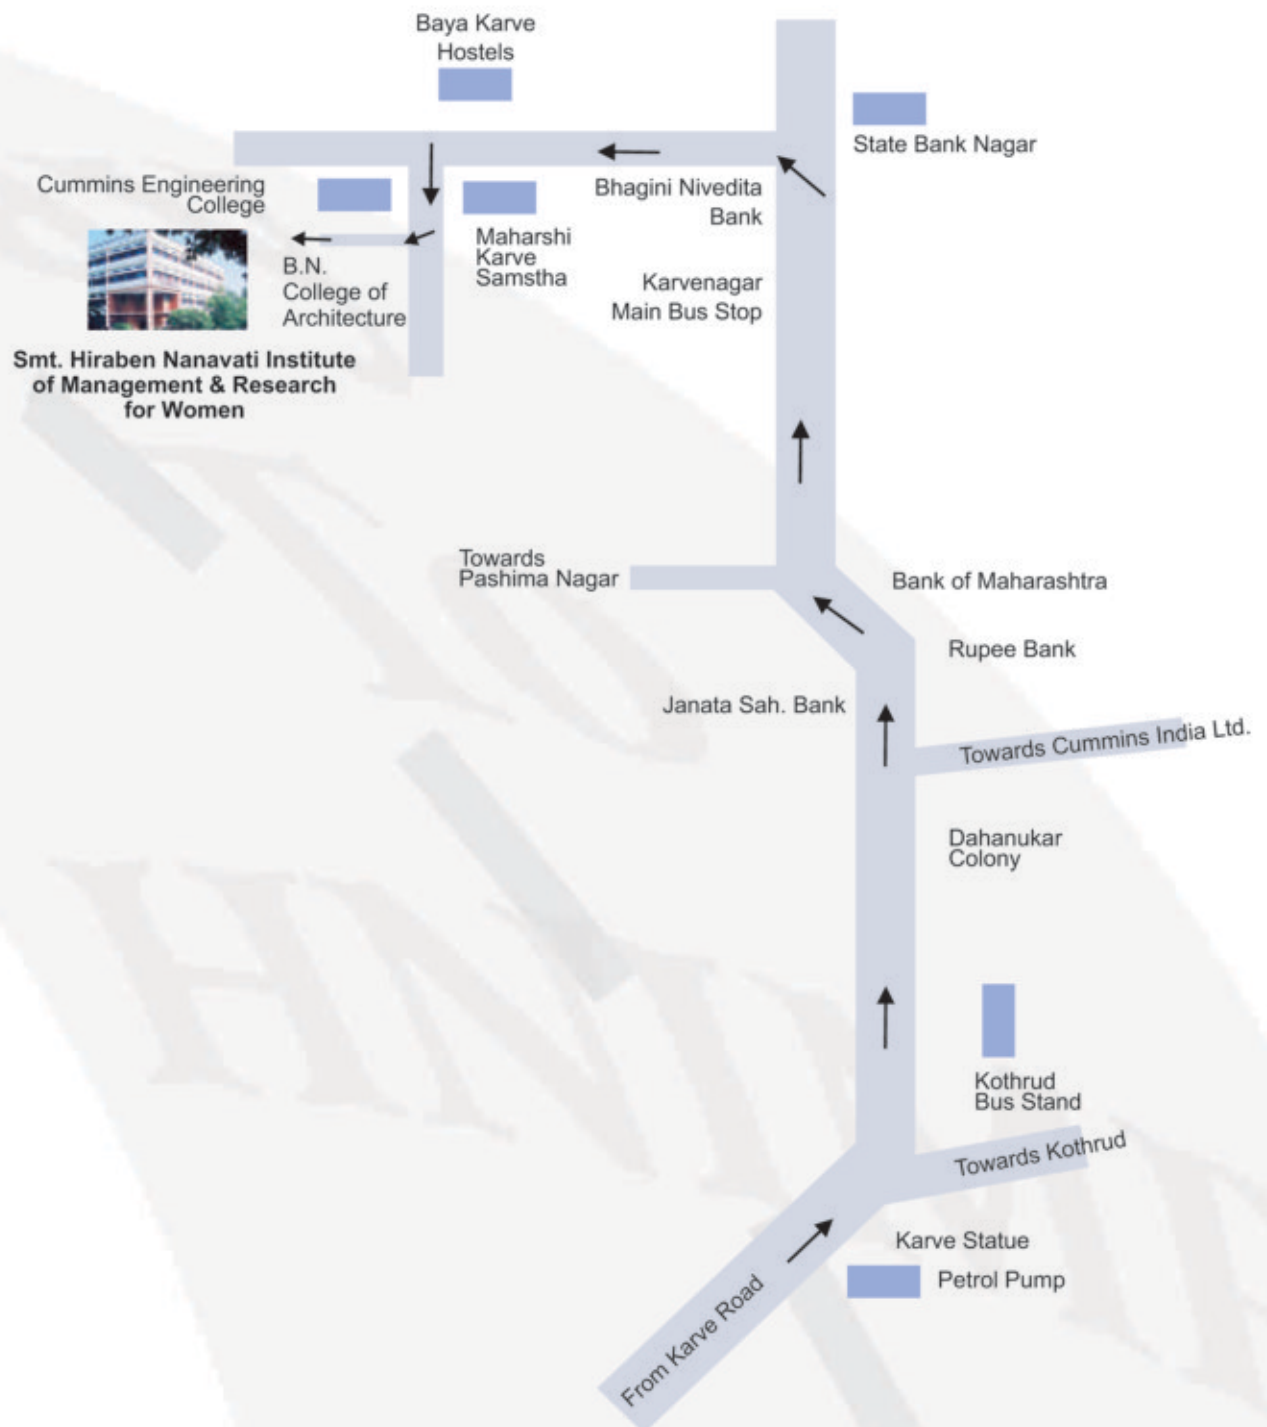 Baya Karve
Hostels
State Bank Nagar
Cummins Engineering
College
Bhagini Nivedita
Bank
Maharshi
Karve
Samstha
B.N.
College of
Architecture
Karvenagar
Main Bus Stop
Smt. Hiraben Nanavati Institute
of Management & Research
for Women
Towards
Pashima Nagar
Bank of Maharashtra
Rupee Bank
Janata Sah. Bank
Towards Cummins India Ltd.
Dahanukar
Colony
Kothrud
Bus Stand
Towards Kothrud
Karve Statue
Petrol Pump
From Karve Road